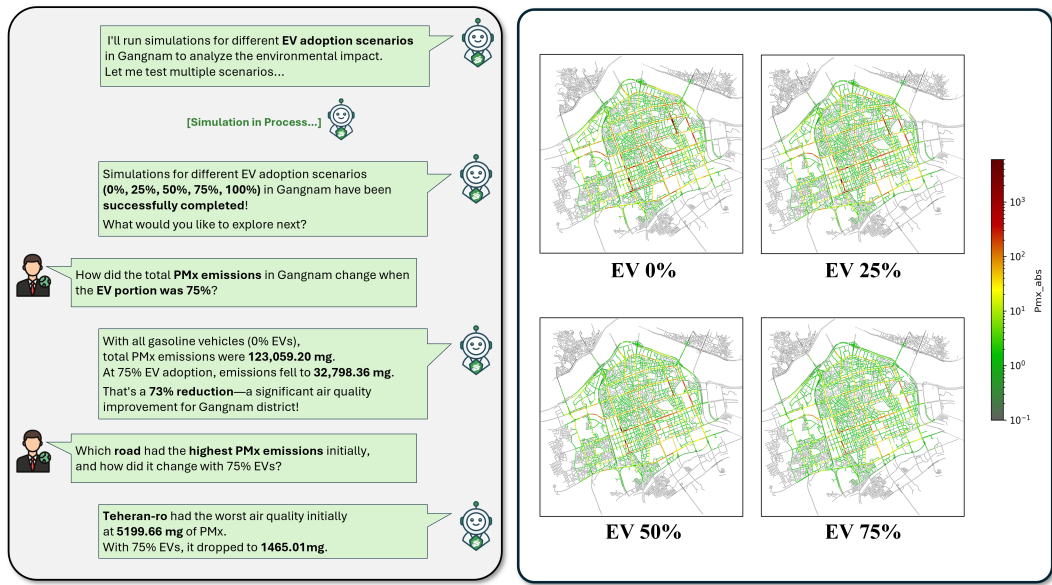 I'll run simulations for different EV adoption scenarios
in Gangnam to analyze the environmental impact.
Let me test multiple scenarios...
[Simulation in Process...]
Simulations for different EV adoption scenarios
(0%, 25%, 50%, 75%, 100%) in Gangnam have been
successfully completed!
What would you like to explore next?
How did the total PMx emissions in Gangnam change when
the EV portion was 75%?
With all gasoline vehicles (0% EVs),
total PMx emissions were 123,059.20 mg.
At 75% EV adoption, emissions fell to 32,798.36 mg.
That's a 73% reduction—a significant air quality
improvement for Gangnam district!
Which road had the highest PMx emissions initially,
and how did it change with 75% EVs?
Teheran-ro had the worst air quality initially
at 5199.66 mg of PMx.
With 75% EVs, it dropped to 1465.01mg.
EV 0%
EV 25%
EV 50%
EV 75%
10³
10²
10¹
10⁰
10⁻¹
Pmx_abs